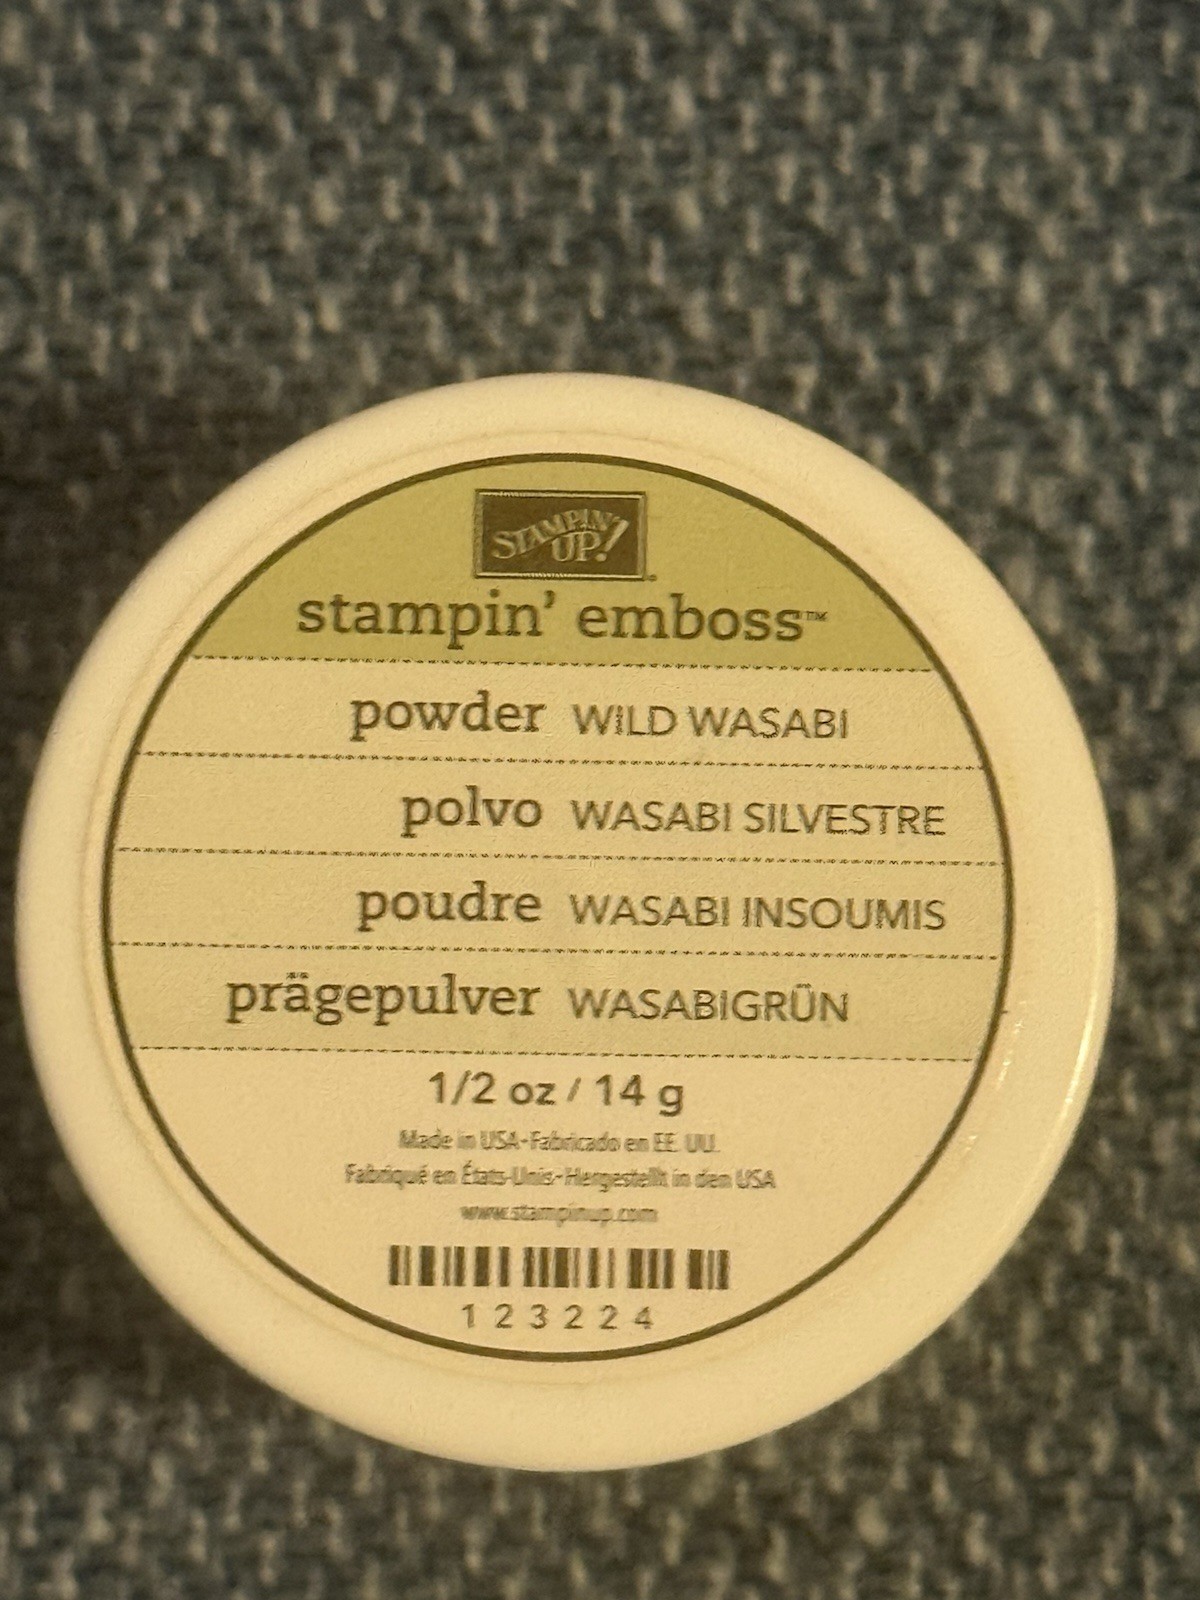 STAMPIN' UP!
stampin' emboss™
powder WILD WASABI
polvo WASABI SILVESTRE
poudre WASABI INSOUMIS
prägepulver WASABIGRÜN
1/2 oz / 14 g
Made in USA • Fabricado en EE. UU.
Fabriqué en États-Unis • Hergestellt in den USA
www.stampinup.com
123224